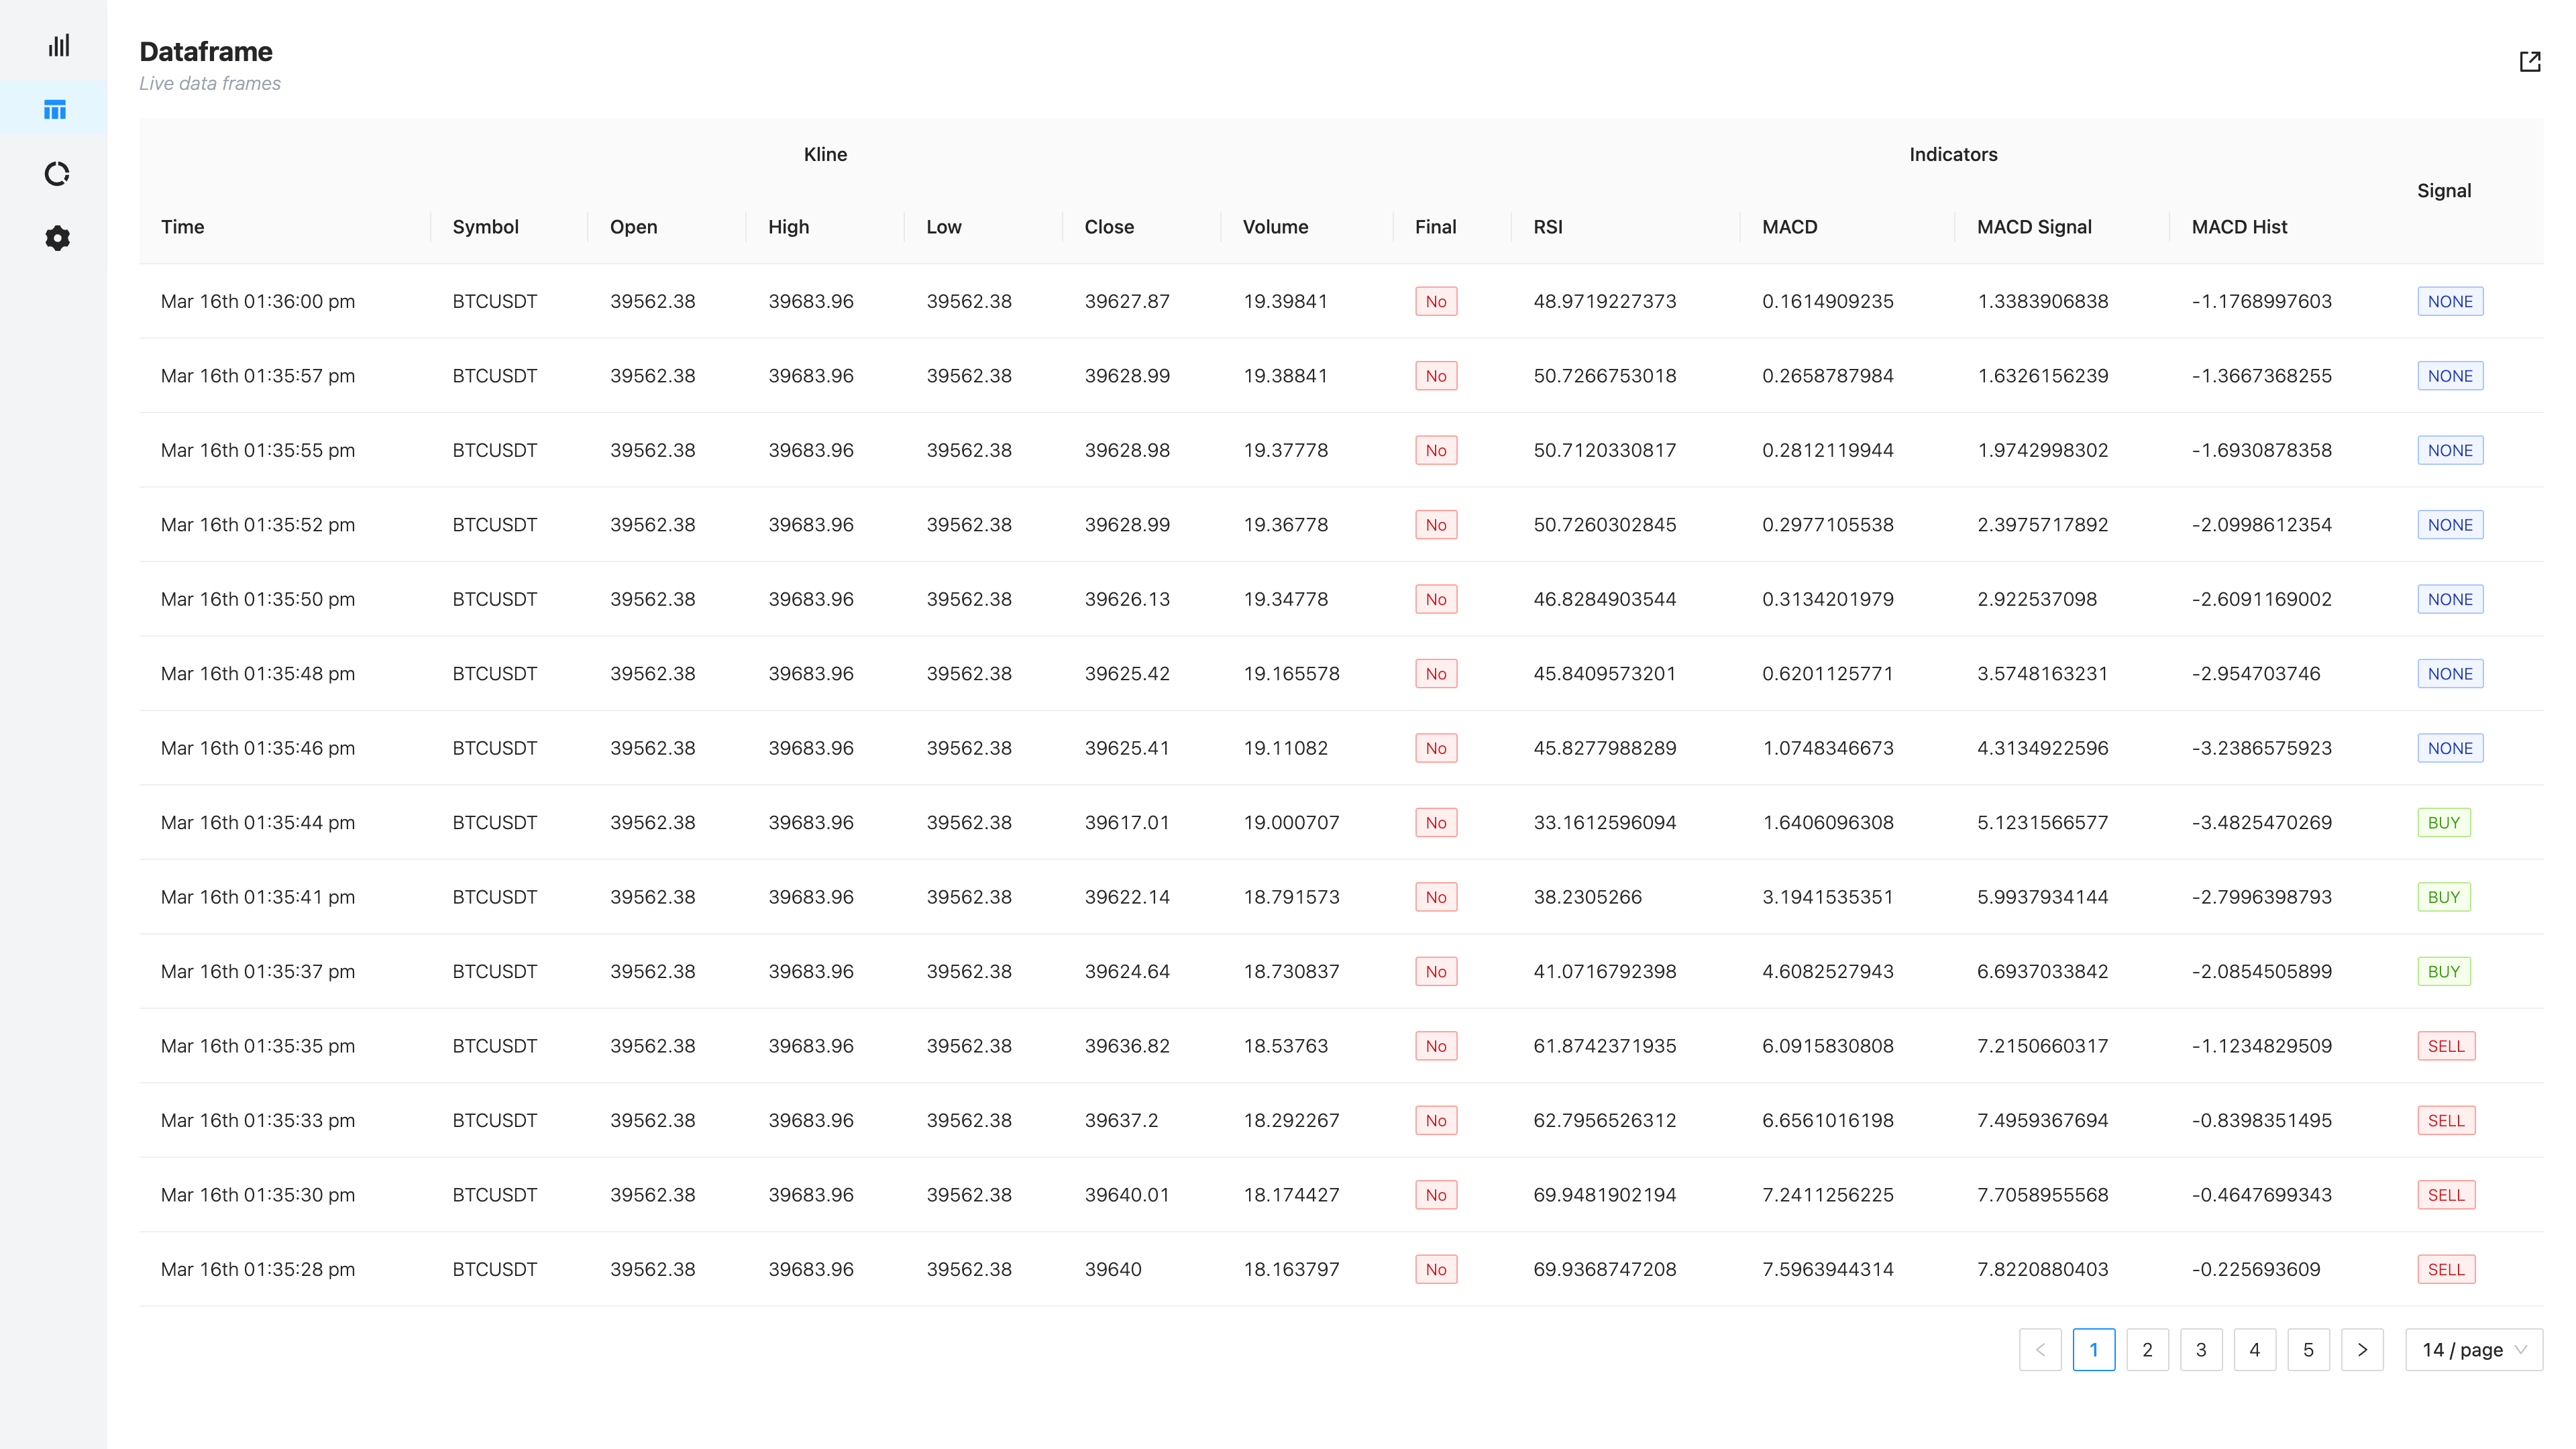 Dataframe
Live data frames
Kline Indicators
Signal
Time Symbol Open High Low Close Volume Final RSI MACD MACD Signal MACD Hist
Mar 16th 01:36:00 pm BTCUSDT 39562.38 39683.96 39562.38 39627.87 19.39841 No 48.9719227373 0.1614909235 1.3383906838 -1.1768997603 NONE
Mar 16th 01:35:57 pm BTCUSDT 39562.38 39683.96 39562.38 39628.99 19.38841 No 50.7266753018 0.2658787984 1.6326156239 -1.3667368255 NONE
Mar 16th 01:35:55 pm BTCUSDT 39562.38 39683.96 39562.38 39628.98 19.37778 No 50.7120330817 0.2812119944 1.9742998302 -1.6930878358 NONE
Mar 16th 01:35:52 pm BTCUSDT 39562.38 39683.96 39562.38 39628.99 19.36778 No 50.7260302845 0.2977105538 2.3975717892 -2.0998612354 NONE
Mar 16th 01:35:50 pm BTCUSDT 39562.38 39683.96 39562.38 39626.13 19.34778 No 46.8284903544 0.3134201979 2.922537098 -2.6091169002 NONE
Mar 16th 01:35:48 pm BTCUSDT 39562.38 39683.96 39562.38 39625.42 19.165578 No 45.8409573201 0.6201125771 3.5748163231 -2.954703746 NONE
Mar 16th 01:35:46 pm BTCUSDT 39562.38 39683.96 39562.38 39625.41 19.11082 No 45.8277988289 1.0748346673 4.3134922596 -3.2386575923 NONE
Mar 16th 01:35:44 pm BTCUSDT 39562.38 39683.96 39562.38 39617.01 19.000707 No 33.1612596094 1.6406096308 5.1231566577 -3.4825470269 BUY
Mar 16th 01:35:41 pm BTCUSDT 39562.38 39683.96 39562.38 39622.14 18.791573 No 38.2305266 3.1941535351 5.9937934144 -2.7996398793 BUY
Mar 16th 01:35:37 pm BTCUSDT 39562.38 39683.96 39562.38 39624.64 18.730837 No 41.0716792398 4.6082527943 6.6937033842 -2.0854505899 BUY
Mar 16th 01:35:35 pm BTCUSDT 39562.38 39683.96 39562.38 39636.82 18.53763 No 61.8742371935 6.0915830808 7.2150660317 -1.1234829509 SELL
Mar 16th 01:35:33 pm BTCUSDT 39562.38 39683.96 39562.38 39637.2 18.292267 No 62.7956526312 6.6561016198 7.4959367694 -0.8398351495 SELL
Mar 16th 01:35:30 pm BTCUSDT 39562.38 39683.96 39562.38 39640.01 18.174427 No 69.9481902194 7.2411256225 7.7058955568 -0.4647699343 SELL
Mar 16th 01:35:28 pm BTCUSDT 39562.38 39683.96 39562.38 39640 18.163797 No 69.9368747208 7.5963944314 7.8220880403 -0.225693609 SELL
1 2 3 4 5 14 / page